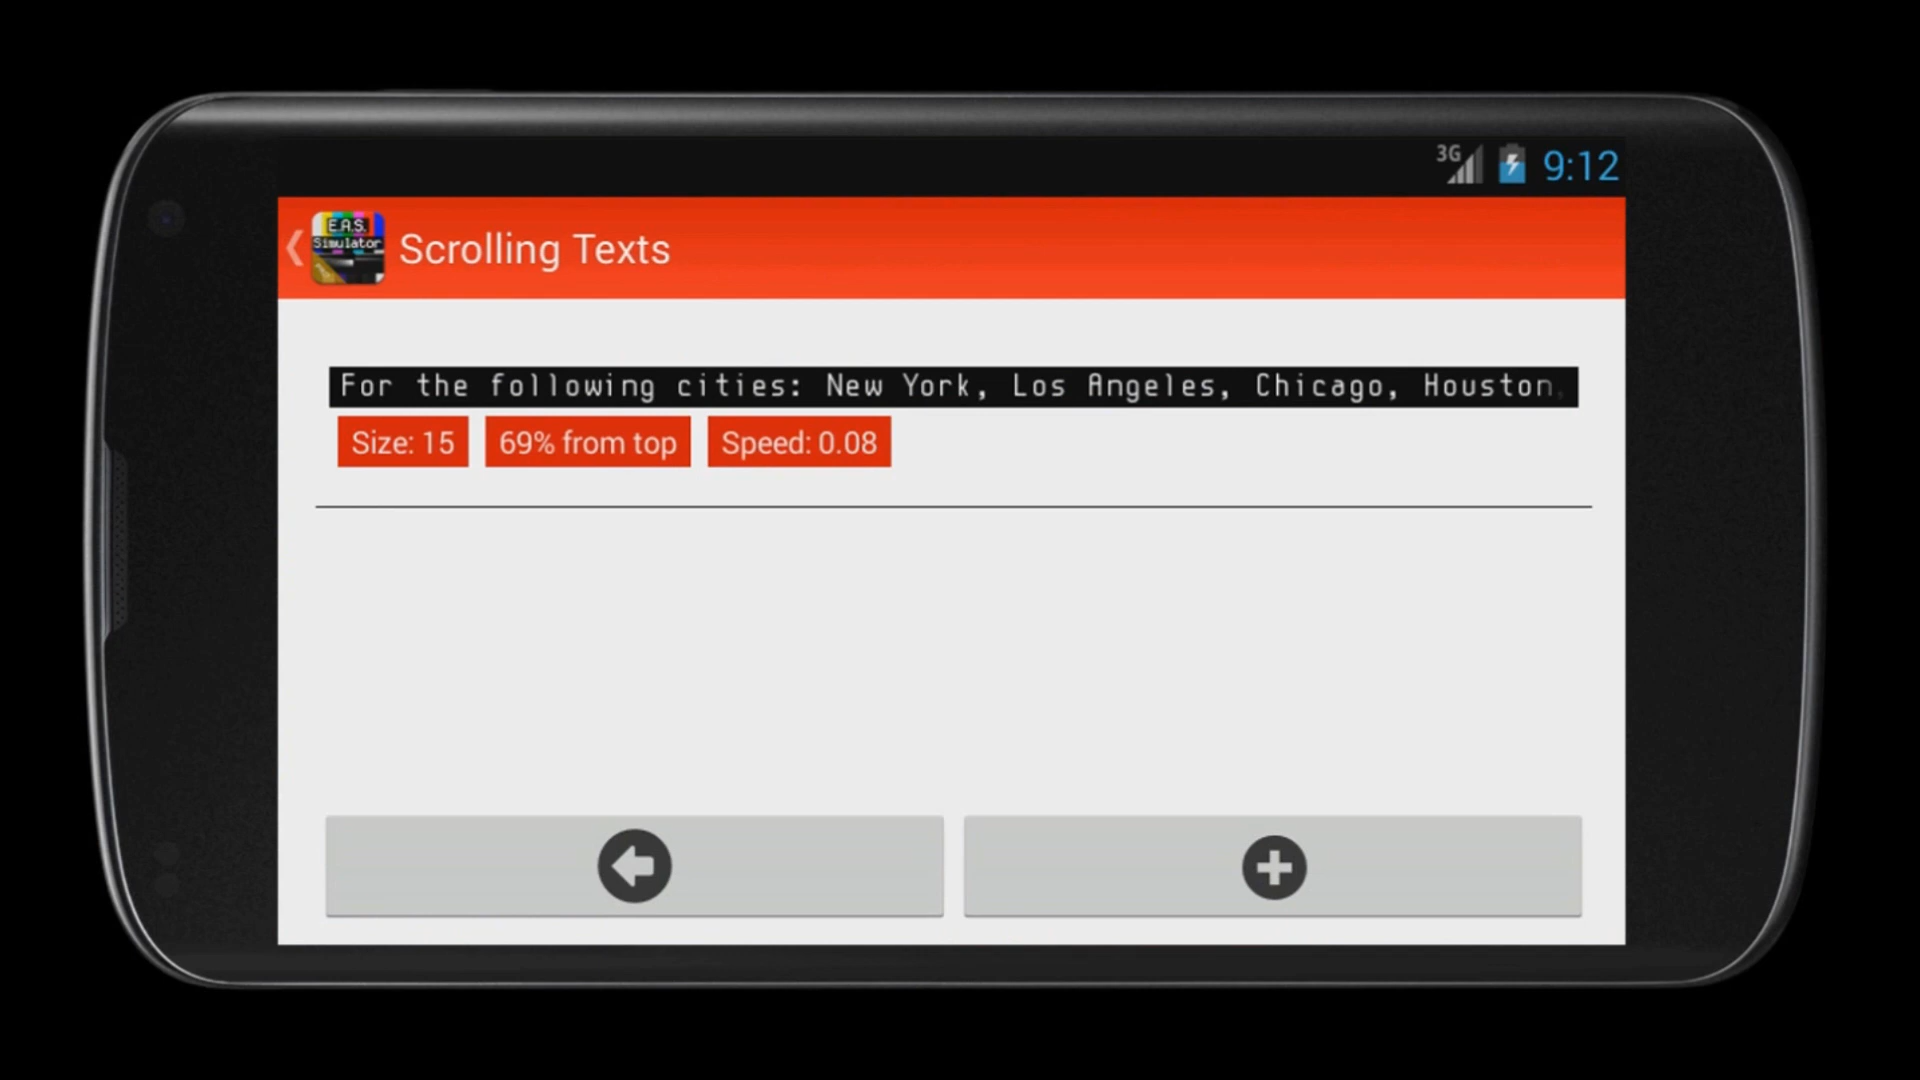 3G 9:12
E.A.S.
Simulator
Scrolling Texts
For the following cities: New York, Los Angeles, Chicago, Houston,
Size: 15 69% from top Speed: 0.08